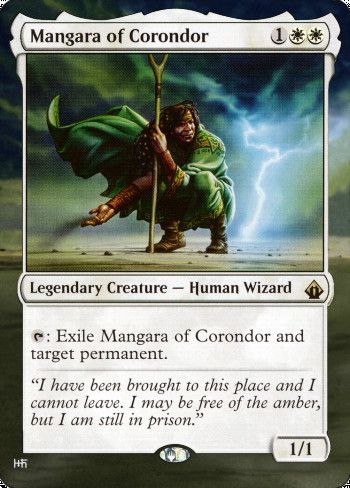 Mangara of Corondor 1
Legendary Creature — Human Wizard
: Exile Mangara of Corondor and
target permanent.
“I have been brought to this place and I
cannot leave. I may be free of the amber,
but I am still in prison.”
1/1